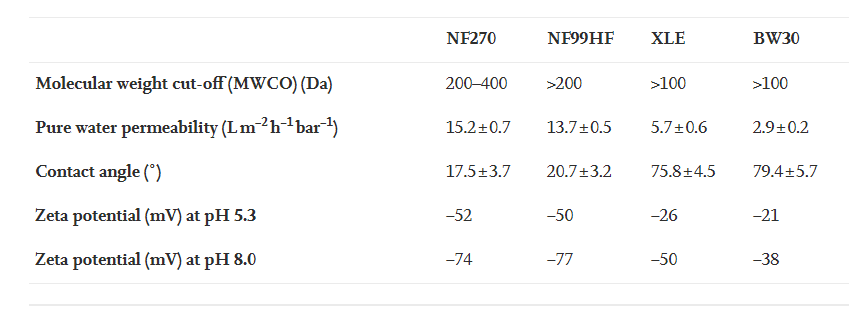 NF270 NF99HF XLE BW30
Molecular weight cut-off (MWCO) (Da) 200–400 >200 >100 >100
Pure water permeability (L m⁻² h⁻¹ bar⁻¹) 15.2 ± 0.7 13.7 ± 0.5 5.7 ± 0.6 2.9 ± 0.2
Contact angle (°) 17.5 ± 3.7 20.7 ± 3.2 75.8 ± 4.5 79.4 ± 5.7
Zeta potential (mV) at pH 5.3 –52 –50 –26 –21
Zeta potential (mV) at pH 8.0 –74 –77 –50 –38